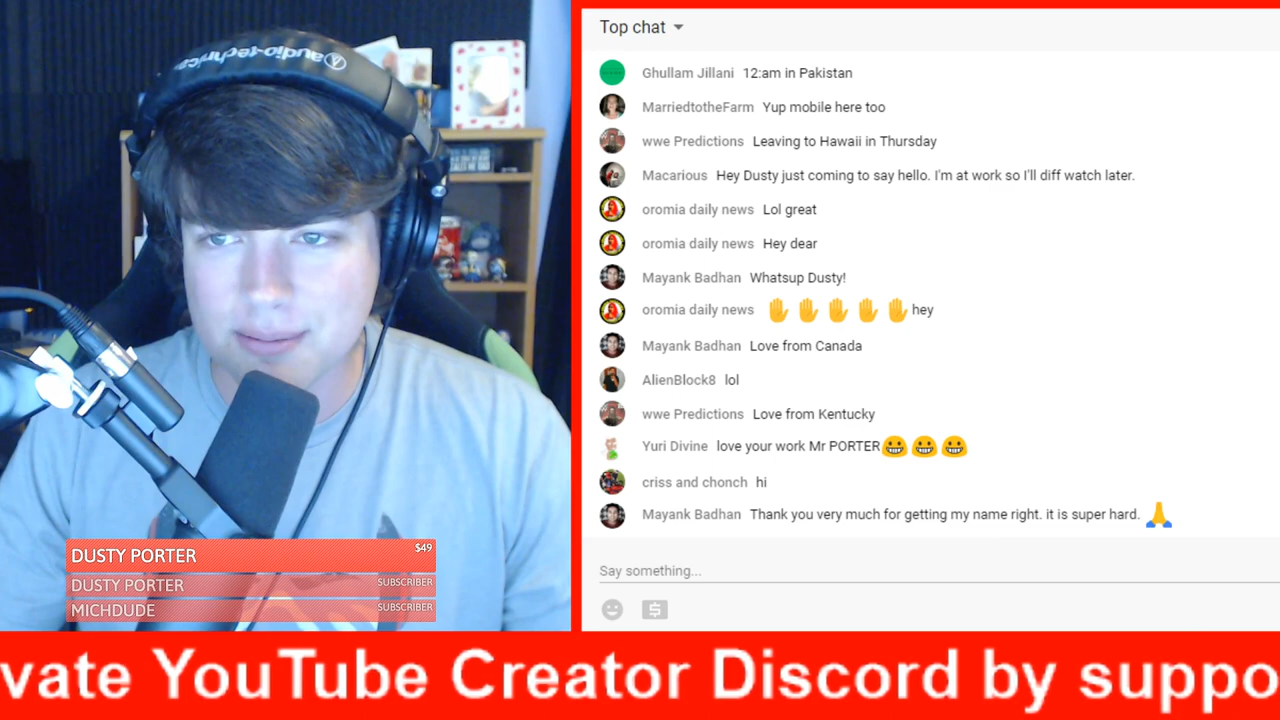 audio-technica
DUSTY PORTER
$49
DUSTY PORTER
SUBSCRIBER
MICHDUDE
SUBSCRIBER
Top chat
Ghullam Jillani 12:am in Pakistan
MarriedtotheFarm Yup mobile here too
wwe Predictions Leaving to Hawaii in Thursday
Macarious Hey Dusty just coming to say hello. I'm at work so I'll diff watch later.
oromia daily news Lol great
oromia daily news Hey dear
Mayank Badhan Whatsup Dusty!
oromia daily news ✋✋✋✋✋hey
Mayank Badhan Love from Canada
AlienBlock8 lol
wwe Predictions Love from Kentucky
Yuri Divine love your work Mr PORTER😀😀😀
criss and chonch hi
Mayank Badhan Thank you very much for getting my name right. it is super hard. 🙏
Say something...
vate YouTube Creator Discord by suppo